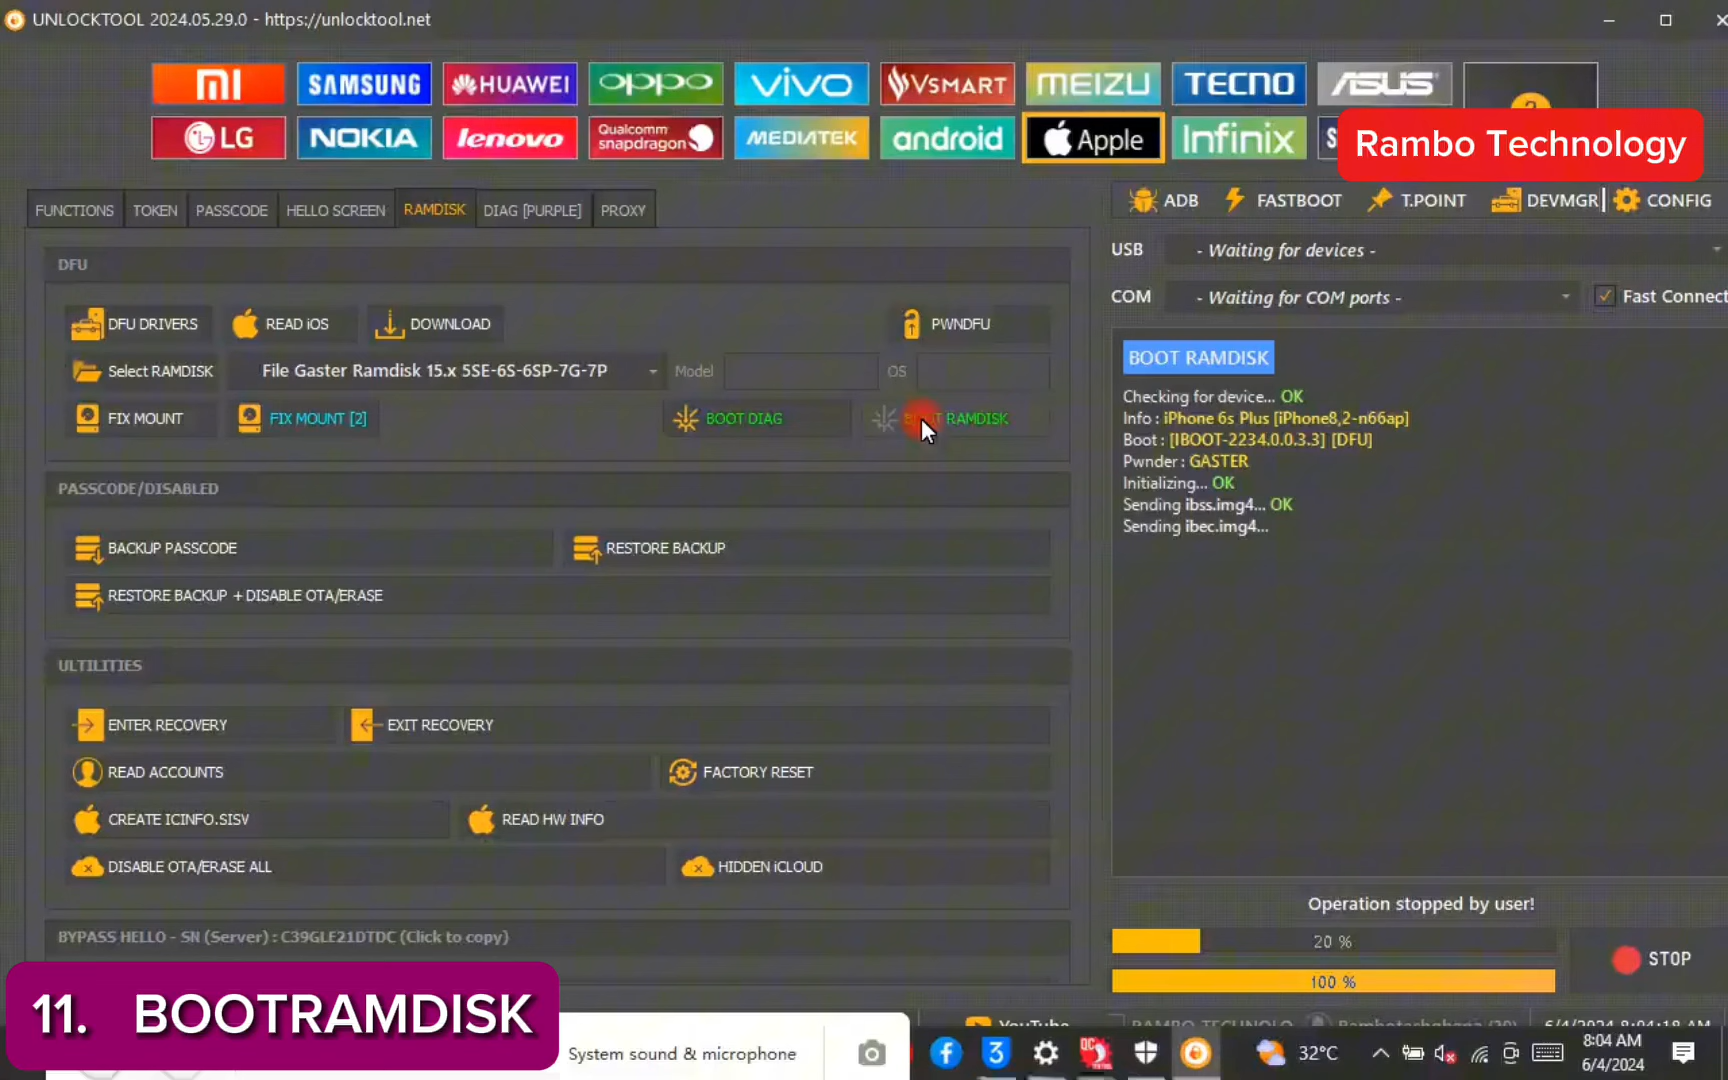 UNLOCKTOOL 2024.05.29.0 - https://unlocktool.net
SAMSUNG HUAWEI oppo vivo VSMART MEIZU TECNO ASUS
LG NOKIA lenovo Qualcomm snapdragon MEDIATEK android Apple Infinix
Rambo Technology
FUNCTIONS TOKEN PASSCODE HELLO SCREEN RAMDISK DIAG [PURPLE] PROXY
ADB FASTBOOT T.POINT DEVMGR CONFIG
USB - Waiting for devices -
COM - Waiting for COM ports - Fast Connect
DFU
DFU DRIVERS READ iOS DOWNLOAD PWNDFU
Select RAMDISK File Gaster Ramdisk 15.x 5SE-6S-6SP-7G-7P Model OS
FIX MOUNT FIX MOUNT [2] BOOT DIAG RAMDISK
BOOT RAMDISK
Checking for device... OK
Info : iPhone 6s Plus [iPhone8,2-n66ap]
Boot : [IBOOT-2234.0.0.3.3] [DFU]
Pwnder : GASTER
Initializing... OK
Sending ibss.img4... OK
Sending ibec.img4...
PASSCODE/DISABLED
BACKUP PASSCODE RESTORE BACKUP
RESTORE BACKUP + DISABLE OTA/ERASE
ULTILITIES
ENTER RECOVERY EXIT RECOVERY
READ ACCOUNTS FACTORY RESET
CREATE ICINFO.SISV READ HW INFO
DISABLE OTA/ERASE ALL HIDDEN iCLOUD
BYPASS HELLO - SN (Server) : C39GLE21DTDC (Click to copy)
Operation stopped by user!
20 %
100 %
STOP
11. BOOTRAMDISK
YouTube
System sound & microphone
32°C
8:04 AM
6/4/2024